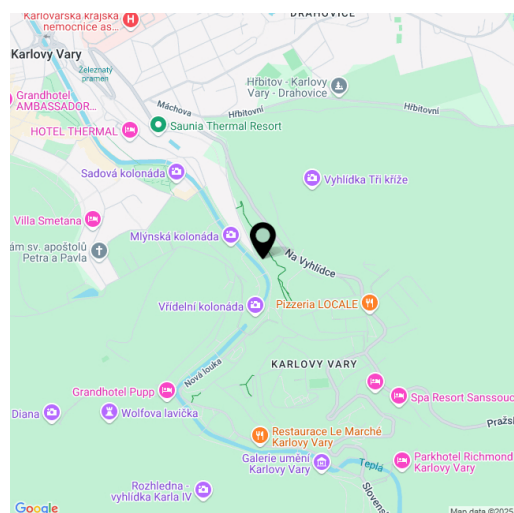 DRAHOVICE
Karlovarská krajská
nemocnice as...
Karlovy Vary
Železnatý
pramen
Hřbitov - Karlovy
Vary - Drahovice
Grandhotel
AMBASSADOR...
Máchova
Hřbitovní
Hřbitovní
HOTEL THERMAL
Saunia Thermal Resort
Sadová kolonáda
Vyhlídka Tři kříže
Villa Smetana
Mlýnská kolonáda
ám sv. apoštolů
Petra a Pavla
Na Vyhlídce
Vřídelní kolonáda
Pizzeria LOCALE
KARLOVY VARY
Nová louka
Grandhotel Pupp
Spa Resort Sanssouc
Diana
Wolfova lavička
Pražs
Restaurace Le Marché
Karlovy Vary
Galerie umění
Karlovy Vary
Teplá
Parkhotel Richmond
Karlovy Vary
Rozhledna -
vyhlídka Karla IV
Slovens
Google
Map data ©2025